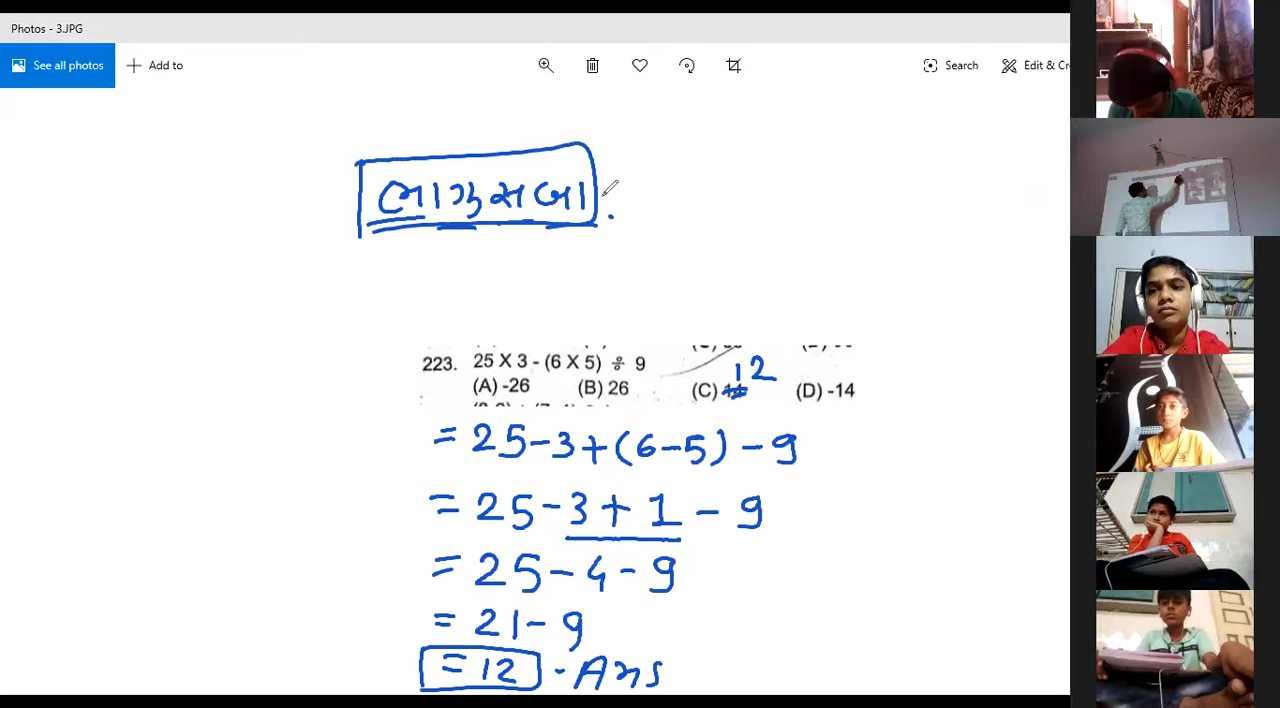 Photos - 3.JPG
See all photos
Add to
Search
Edit & Cr
12
223. 25 X 3 - (6 X 5) ÷ 9
(A) -26 (B) 26 (C) 14 (D) -14
= 25 - 3 + (6 - 5) - 9
= 25 - 3 + 1 - 9
= 25 - 4 - 9
= 21 - 9
= 12 - Ans